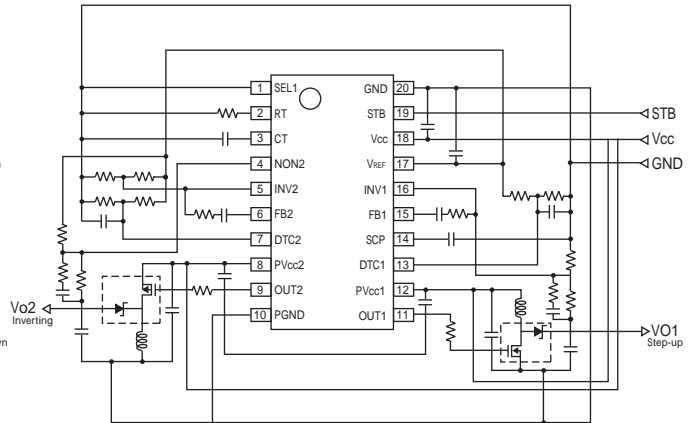 1 SEL1
2 RT
3 CT
4 NON2
5 INV2
6 FB2
7 DTC2
8 PVcc2
9 OUT2
10 PGND
GND 20
STB 19
Vcc 18
VREF 17
INV1 16
FB1 15
SCP 14
DTC1 13
PVcc1 12
OUT1 11
STB
Vcc
GND
Vo2
Inverting
VO1
Step-up
wn